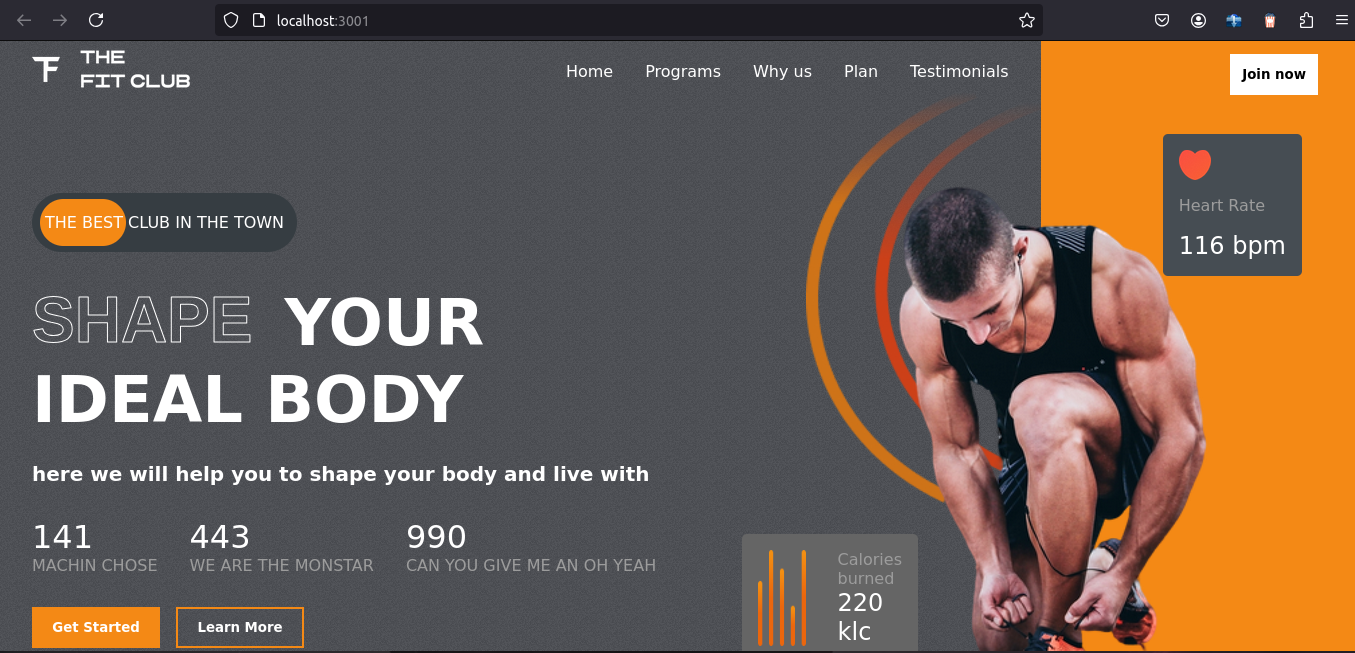 localhost:3001
THE
FIT CLUB
Home Programs Why us Plan Testimonials
Join now
Heart Rate
116 bpm
THE BEST CLUB IN THE TOWN
SHAPE YOUR
IDEAL BODY
here we will help you to shape your body and live with
141 443 990
MACHIN CHOSE WE ARE THE MONSTAR CAN YOU GIVE ME AN OH YEAH
Calories
burned
220
klc
Get Started Learn More